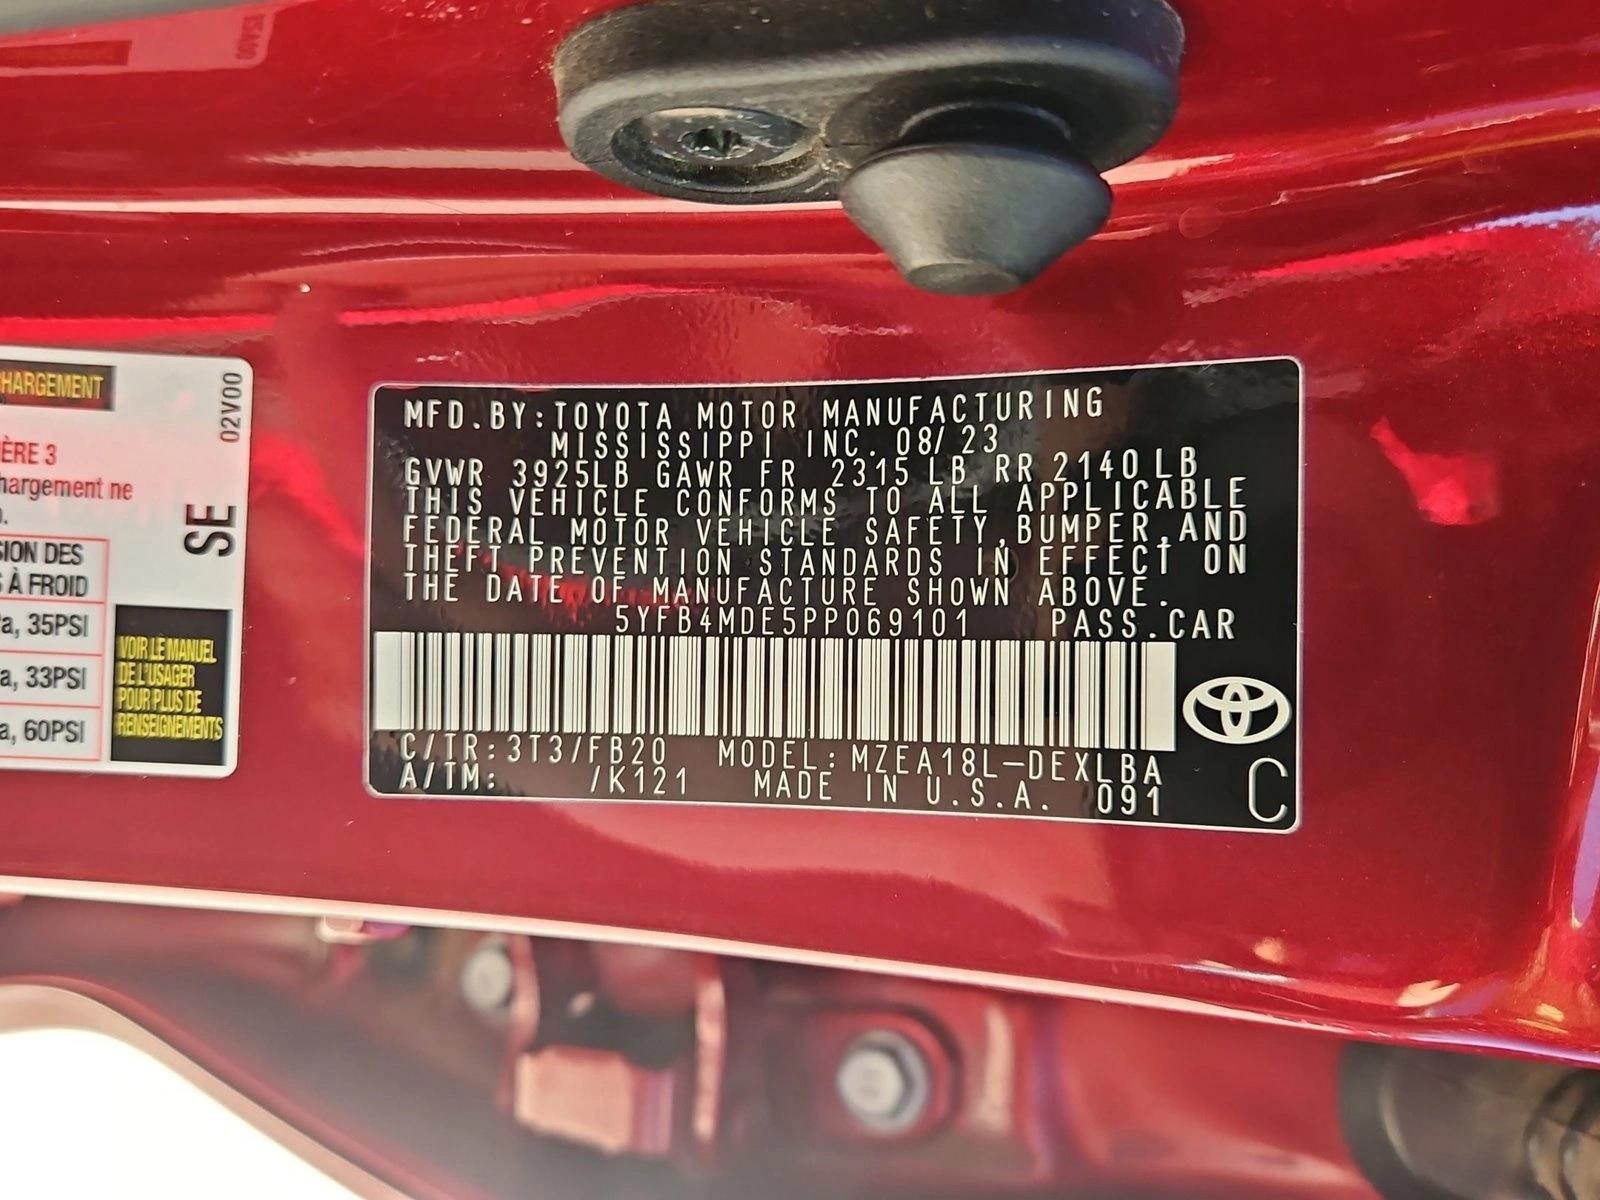 HARGEMENT
02V00
ÈRE 3
hargement ne
SE
SION DES
À FROID
a, 35PSI
a, 33PSI
a, 60PSI
VOIR LE MANUEL
DE L'USAGER
POUR PLUS DE
RENSEIGNEMENTS
MFD.BY:TOYOTA MOTOR MANUFACTURING
MISSISSIPPI INC. 08/23
GVWR 3925LB GAWR FR 2315 LB RR 2140LB
THIS VEHICLE CONFORMS TO ALL APPLICABLE
FEDERAL MOTOR VEHICLE SAFETY,BUMPER,AND
THEFT PREVENTION STANDARDS IN EFFECT ON
THE DATE OF MANUFACTURE SHOWN ABOVE.
5YFB4MDE5PP069101 PASS.CAR
C/TR:3T3/FB20 MODEL:MZEA18L-DEXLBA
A/TM: /K121 MADE IN U.S.A. 091
C